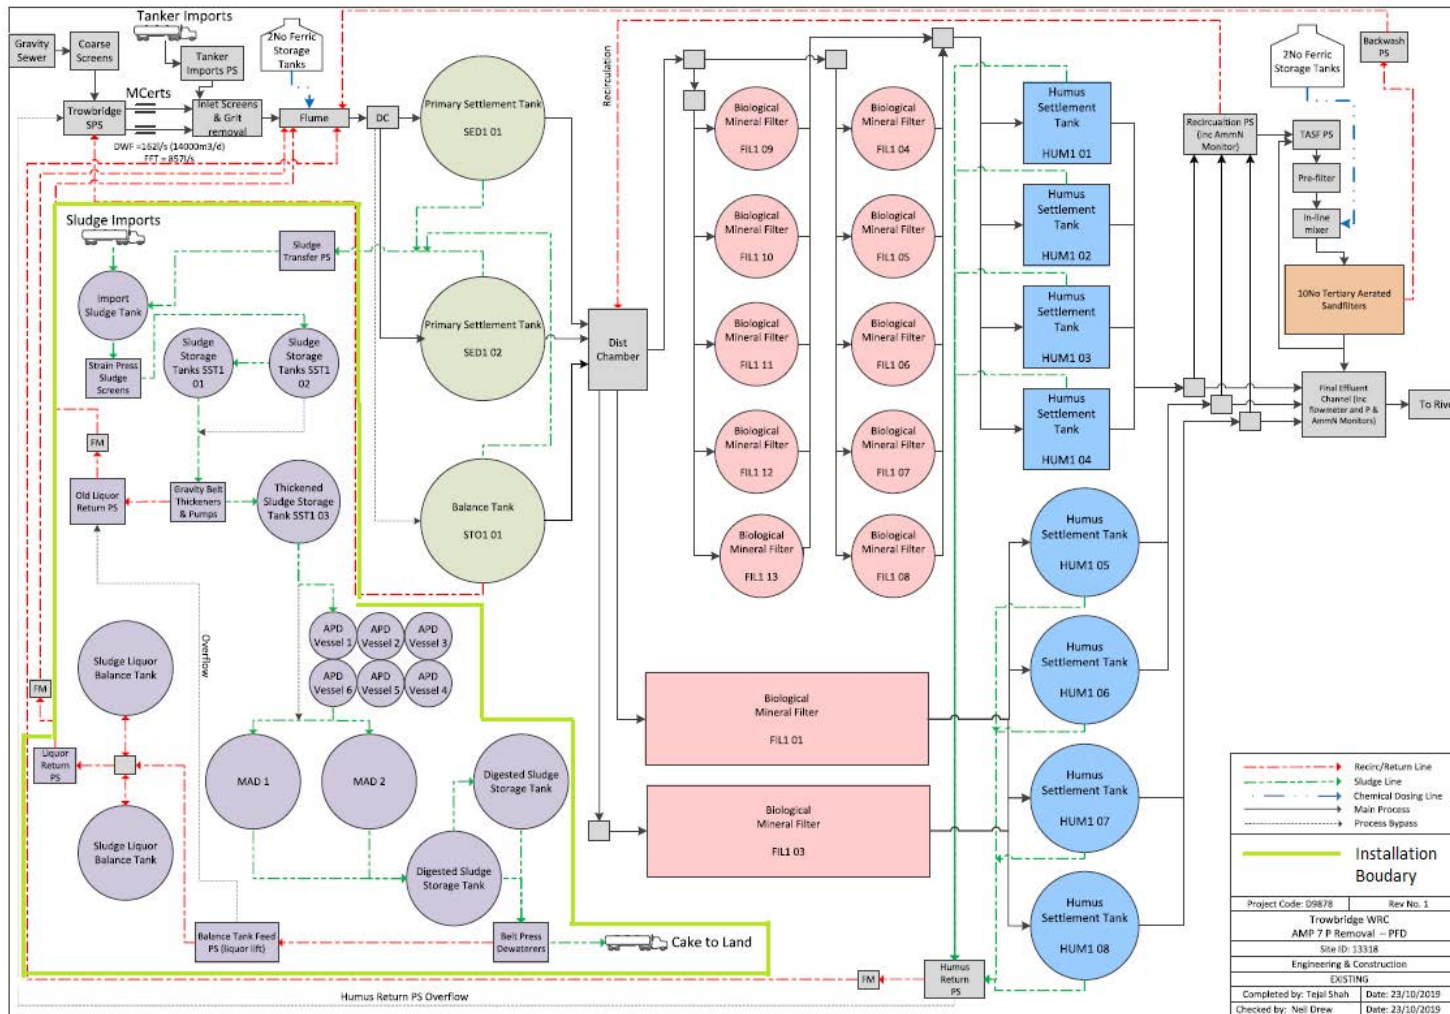 Tanker Imports
2No Ferric
Storage
Tanks
Gravity
Sewer
Coarse
Screens
Tanker
Imports PS
MCerts
Trowbridge
SPS
Inlet Screens
& Grit
removal
Flume
DC
DWF =162l/s (14000m3/d)
FFT = 857l/s
Primary Settlement Tank
SED1 01
Primary Settlement Tank
SED1 02
Balance Tank
STO1 01
Recirculation
Dist
Chamber
Sludge Imports
Sludge
Transfer PS
Import
Sludge Tank
Strain Press
Sludge
Screens
Sludge
Storage
Tanks SST1
01
Sludge
Storage
Tanks SST1
02
FM
Old Liquor
Return PS
Gravity Belt
Thickeners
& Pumps
Thickened
Sludge Storage
Tank SST1 03
Overflow
APD
Vessel 1
APD
Vessel 2
APD
Vessel 3
APD
Vessel 6
APD
Vessel 5
APD
Vessel 4
Sludge Liquor
Balance Tank
FM
Liquor
Return
PS
Sludge Liquor
Balance Tank
MAD 1
MAD 2
Digested Sludge
Storage Tank
Digested Sludge
Storage Tank
Balance Tank Feed
PS (liquor lift)
Belt Press
Dewaterers
Cake to Land
Humus Return PS Overflow
FM
Humus
Return
PS
Biological
Mineral Filter
FIL1 09
Biological
Mineral Filter
FIL1 04
Biological
Mineral Filter
FIL1 10
Biological
Mineral Filter
FIL1 05
Biological
Mineral Filter
FIL1 11
Biological
Mineral Filter
FIL1 06
Biological
Mineral Filter
FIL1 12
Biological
Mineral Filter
FIL1 07
Biological
Mineral Filter
FIL1 13
Biological
Mineral Filter
FIL1 08
Biological
Mineral Filter
FIL1 01
Biological
Mineral Filter
FIL1 03
Humus
Settlement
Tank
HUM1 01
Humus
Settlement
Tank
HUM1 02
Humus
Settlement
Tank
HUM1 03
Humus
Settlement
Tank
HUM1 04
Humus
Settlement Tank
HUM1 05
Humus
Settlement Tank
HUM1 06
Humus
Settlement Tank
HUM1 07
Humus
Settlement Tank
HUM1 08
2No Ferric
Storage Tanks
Backwash
PS
Recircualtion PS
(inc AmmN
Monitor)
TASF PS
Pre-filter
In-line
mixer
10No Tertiary Aerated
Sandfilters
Final Effluent
Channel (Inc
flowmeter and P &
AmmN Monitors)
To Rive
Recirc/Return Line
Sludge Line
Chemical Dosing Line
Main Process
Process Bypass
Installation
Boudary
Project Code: D9878
Rev No. 1
Trowbridge WRC
AMP 7 P Removal – PFD
Site ID: 13318
Engineering & Construction
EXISTING
Completed by: Tejal Shah
Date: 23/10/2019
Checked by: Neil Drew
Date: 23/10/2019